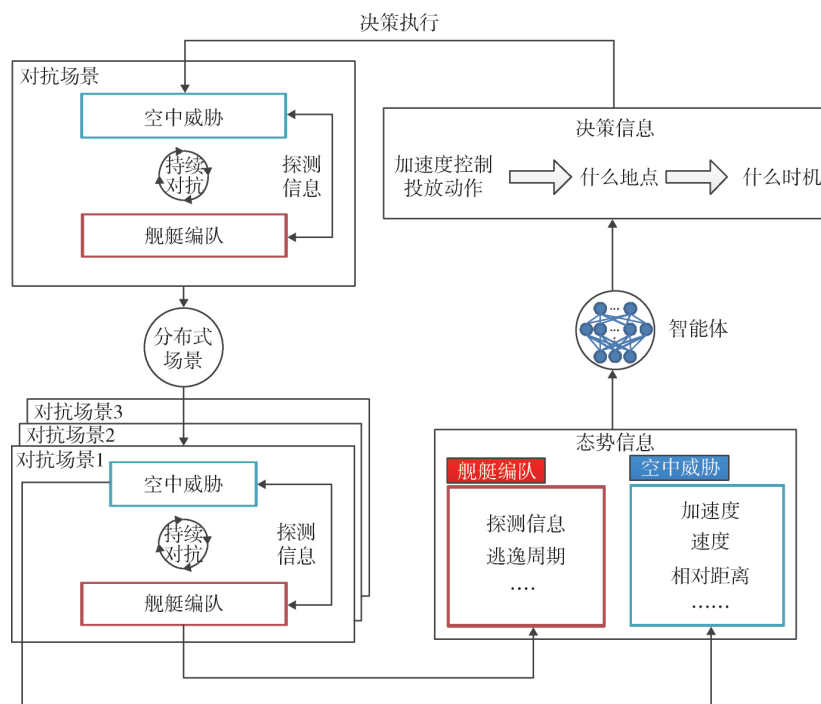 决策执行
对抗场景
空中威胁
持续
对抗
探测
信息
舰艇编队
分布式
场景
对抗场景3
对抗场景2
对抗场景1
空中威胁
持续
对抗
探测
信息
舰艇编队
决策信息
加速度控制
投放动作
什么地点
什么时机
智能体
态势信息
舰艇编队
探测信息
逃逸周期
....
空中威胁
加速度
速度
相对距离
......